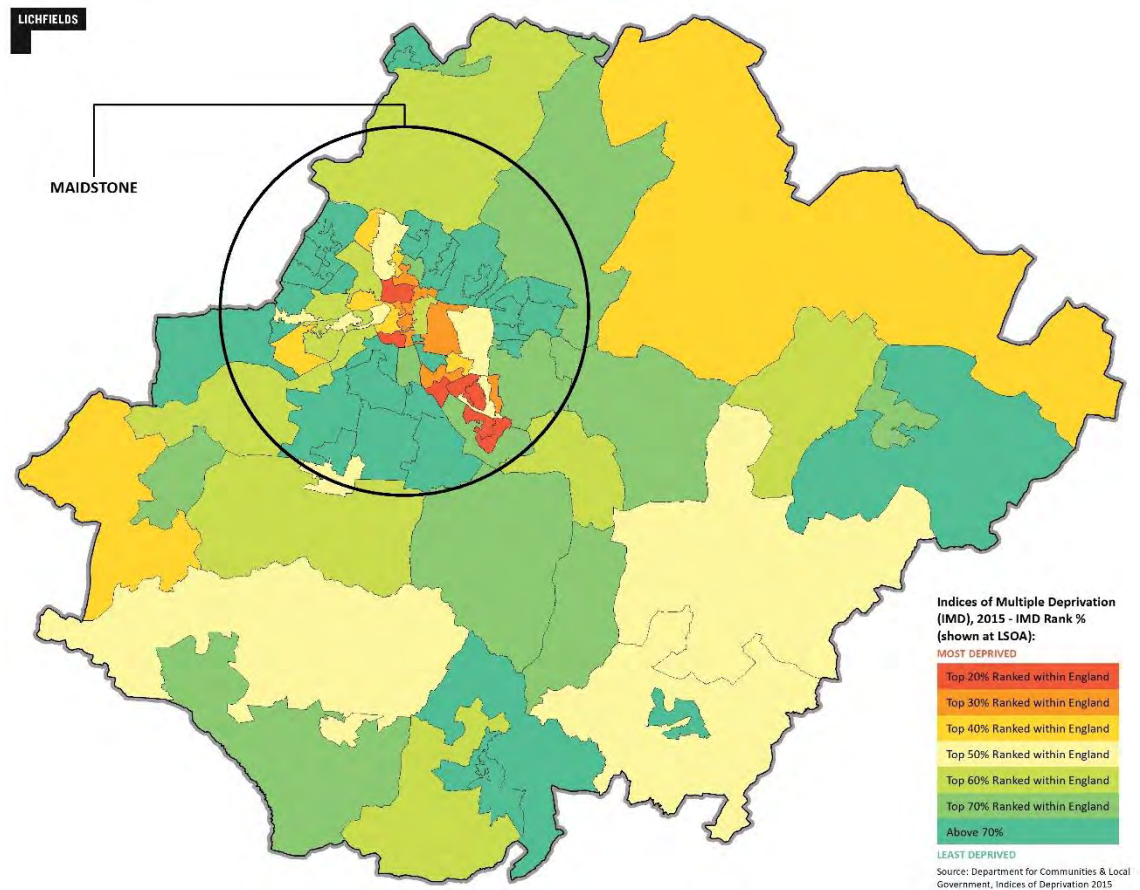 LICHFIELDS
MAIDSTONE
Indices of Multiple Deprivation
(IMD), 2015 - IMD Rank %
(shown at LSOA):
MOST DEPRIVED
Top 20% Ranked within England
Top 30% Ranked within England
Top 40% Ranked within England
Top 50% Ranked within England
Top 60% Ranked within England
Top 70% Ranked within England
Above 70%
LEAST DEPRIVED
Source: Department for Communities & Local
Government, Indices of Deprivation 2015